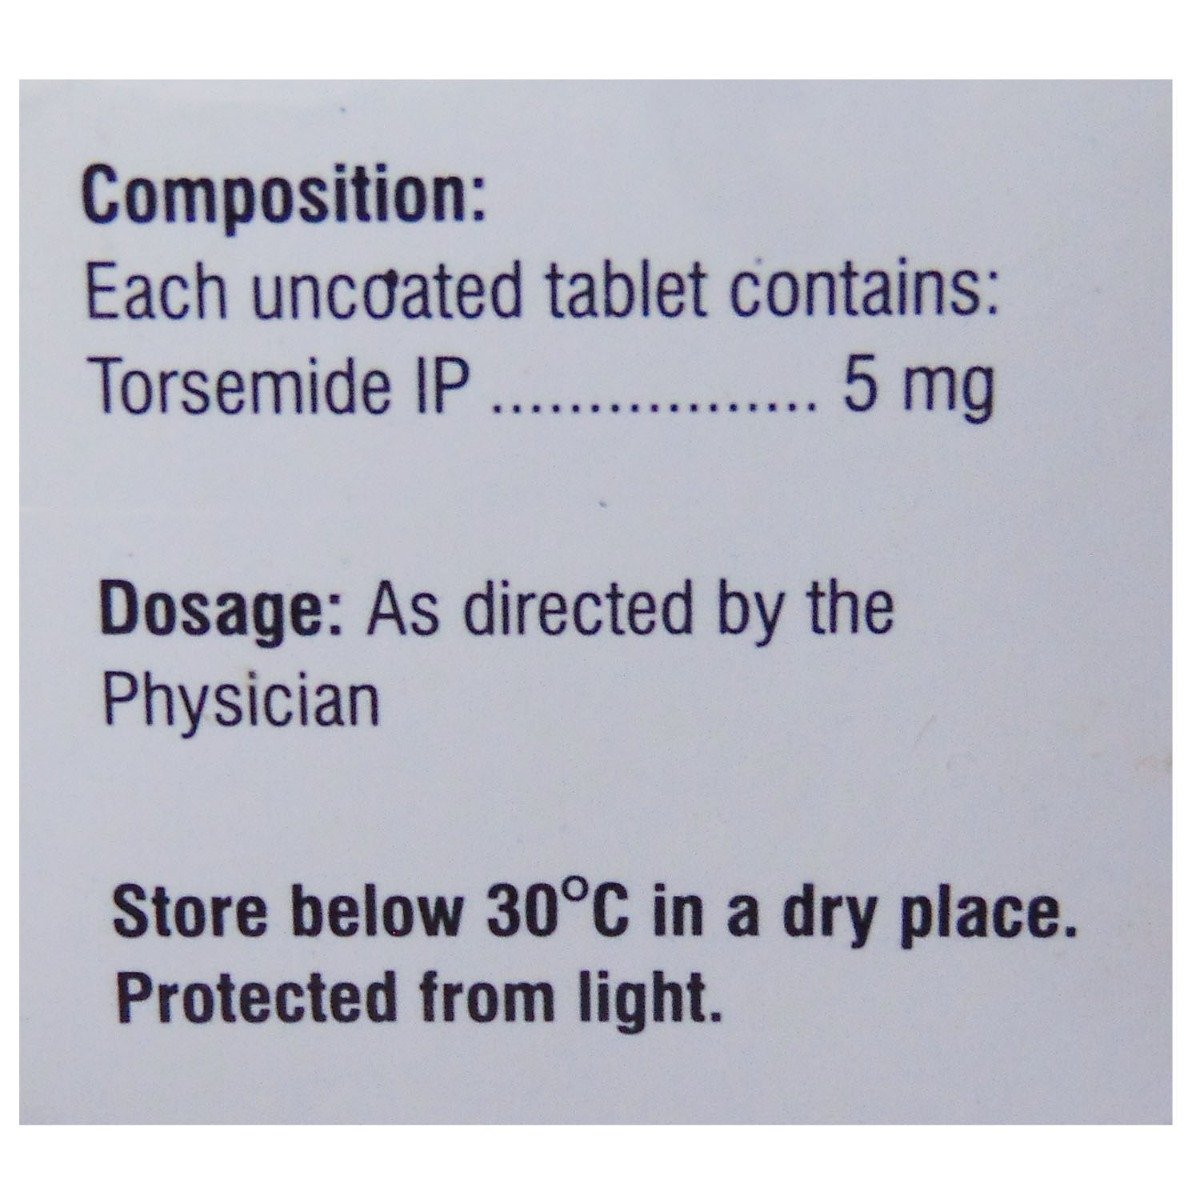 Composition:
Each uncoated tablet contains:
Torsemide IP ................. 5 mg
Dosage: As directed by the
Physician
Store below 30°C in a dry place.
Protected from light.